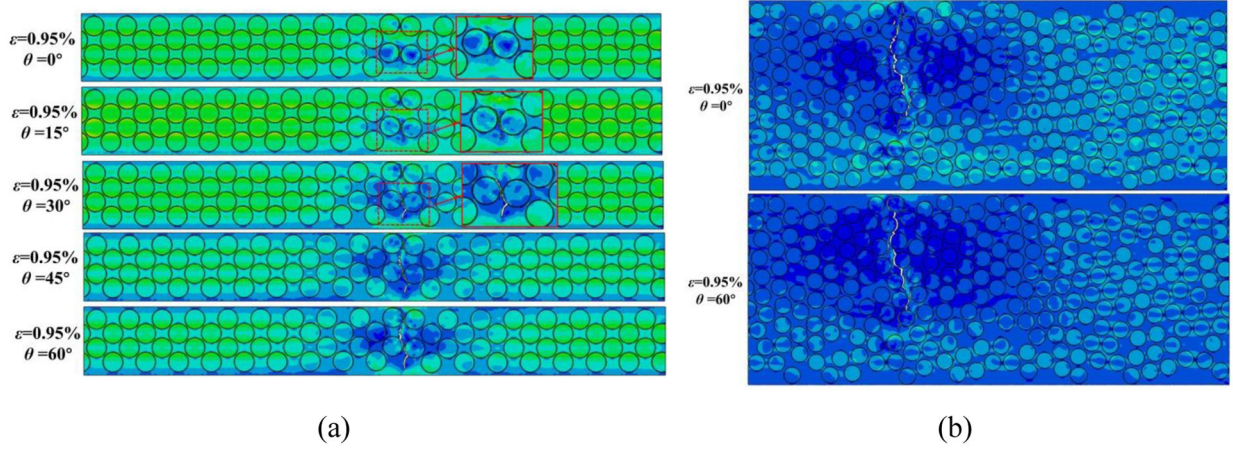 ε=0.95%
θ =0°
ε=0.95%
θ =15°
ε=0.95%
θ =30°
ε=0.95%
θ =45°
ε=0.95%
θ =60°
(a)
ε=0.95%
θ =0°
ε=0.95%
θ =60°
(b)